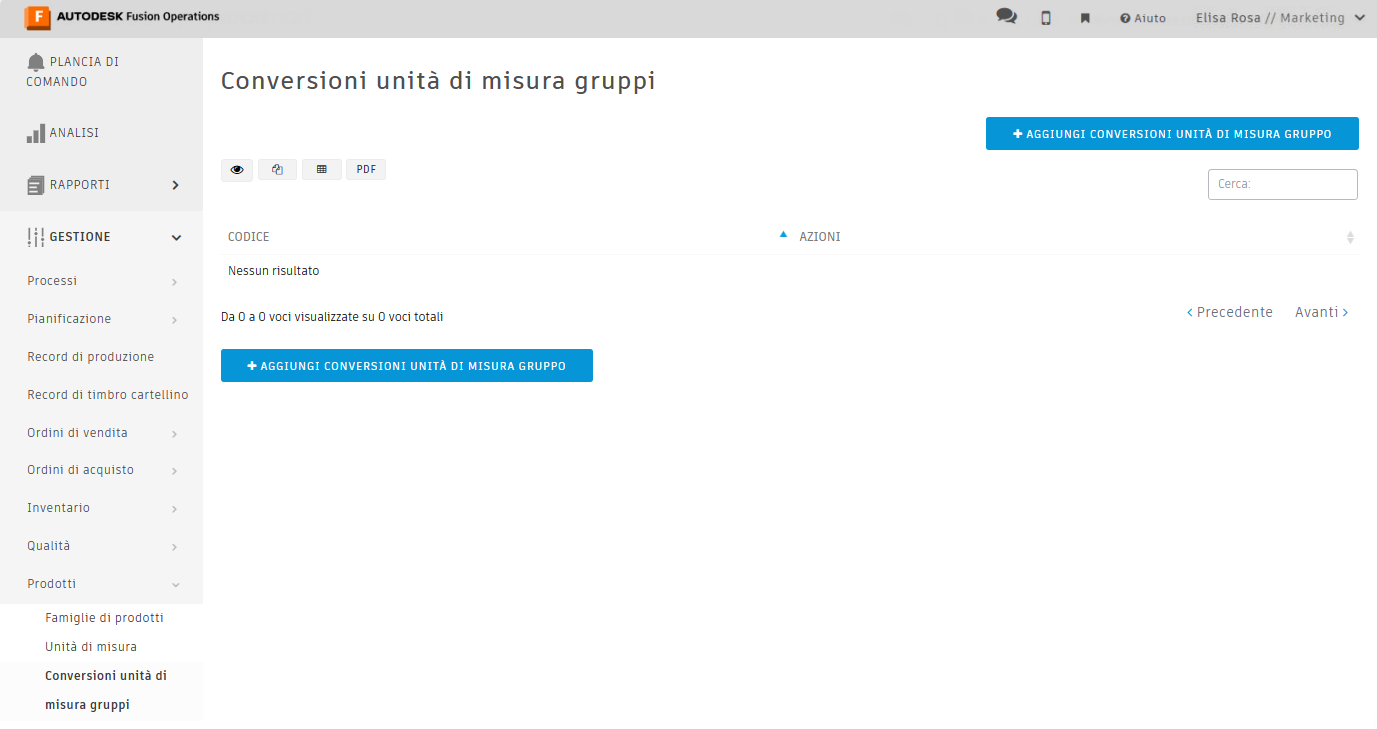 AUTODESK Fusion Operations
Aiuto
Elisa Rosa // Marketing
PLANCIA DI
COMANDO
ANALISI
RAPPORTI
GESTIONE
Processi
Pianificazione
Record di produzione
Record di timbro cartellino
Ordini di vendita
Ordini di acquisto
Inventario
Qualità
Prodotti
Famiglie di prodotti
Unità di misura
Conversioni unità di
misura gruppi
Conversioni unità di misura gruppi
AGGIUNGI CONVERSIONI UNITÀ DI MISURA GRUPPO
PDF
Cerca:
CODICE
AZIONI
Nessun risultato
Da 0 a 0 voci visualizzate su 0 voci totali
Precedente
Avanti
AGGIUNGI CONVERSIONI UNITÀ DI MISURA GRUPPO